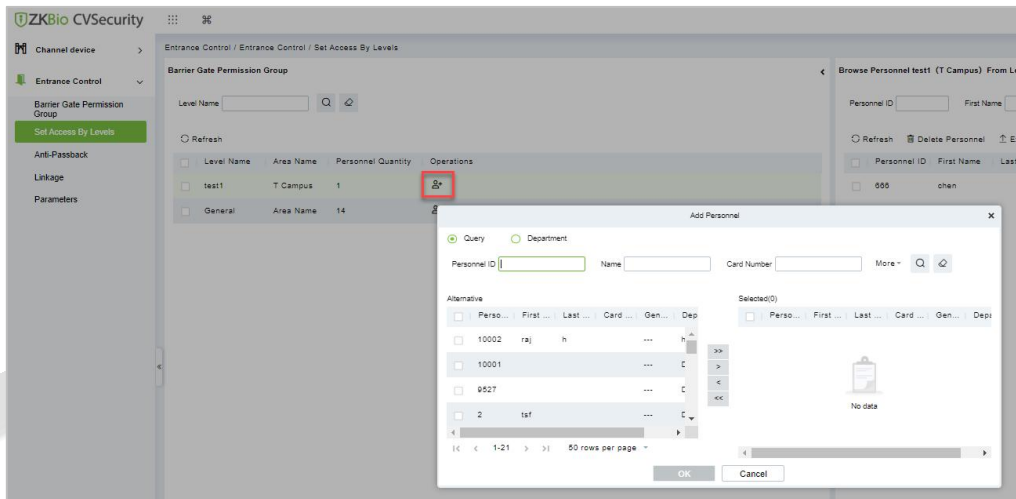 ZKBio CVSecurity
Channel device
Entrance Control
Barrier Gate Permission
Group
Set Access By Levels
Anti-Passback
Linkage
Parameters
Entrance Control / Entrance Control / Set Access By Levels
Barrier Gate Permission Group
Level Name
Refresh
Level Name Area Name Personnel Quantity Operations
test1 T Campus 1
General Area Name 14
Browse Personnel test1 (T Campus) From Le
Personnel ID First Name
Refresh Delete Personnel E
Personnel ID First Name Last
666 chen
Add Personnel
Query Department
Personnel ID Name Card Number More
Alternative
Perso... First ... Last ... Card ... Gen... Dep
10002 raj h --- h
10001 ---
9527 ---
2 tsf ---
1-21 50 rows per page
Selected(0)
Perso... First ... Last ... Card ... Gen... Depa
>>
>
<
<<
No data
OK Cancel